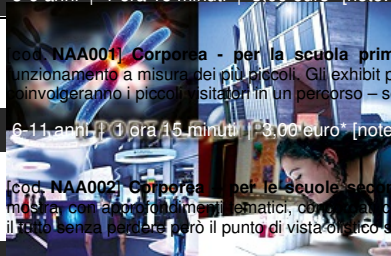 [cod. NAA001] Corporea - per la scuola prim
unzionamento a misura dei più piccoli. Gli exhibit p
oinvolgeranno i piccoli visitatori in un percorso – s
6-11 anni | 1 ora 15 minuti | 3,00 euro* [note
[cod. NAA002] Corporea - per le scuole
mostra, con approfondimenti tematici,
il tutto senza perdere però il punto di vista olistico s